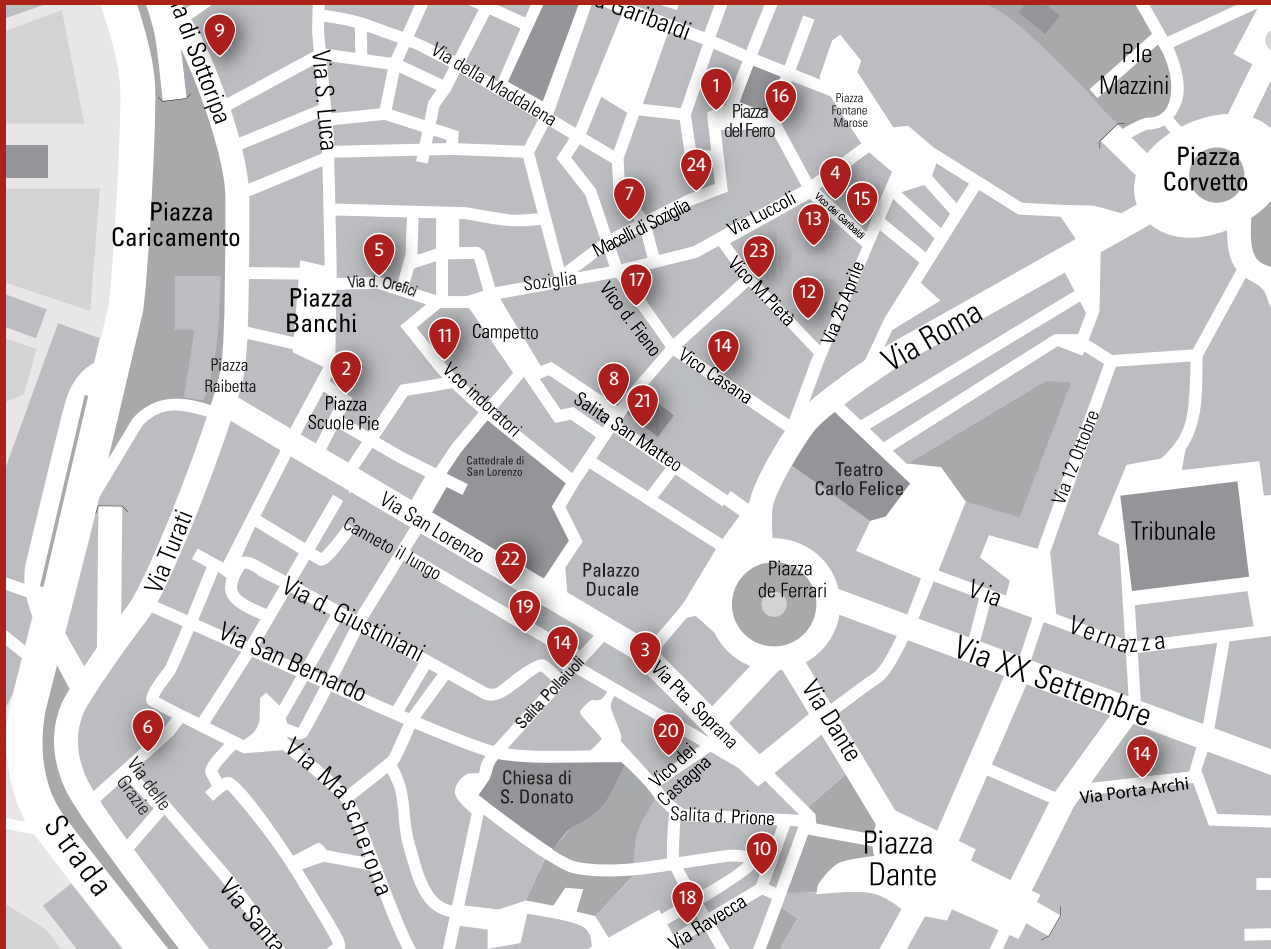 a Garibaldi
9
a di Sottoripa
Via S. Luca
Via della Maddalena
1
16
Piazza
del Ferro
Piazza
Fontane
Marose
P.le
Mazzini
Piazza
Corvetto
24
4
15
7
Macelli di Soziglia
Via Luccoli
Vico dei Garibaldi
13
Piazza
Caricamento
5
Via d. Orefici
Soziglia
17
23
Vico M.Pietà
12
Via 25 Aprile
Piazza
Banchi
11
Campetto
Vico d. Fieno
14
Vico Casana
Via Roma
Piazza
Raibetta
2
Piazza
Scuole Pie
V.co indoratori
8
21
Salita San Matteo
Cattedrale di
San Lorenzo
Teatro
Carlo Felice
Via 12 Ottobre
Tribunale
Via Turati
Via San Lorenzo
Canneto il lungo
22
Palazzo
Ducale
Piazza
de Ferrari
Via Vernazza
Via d. Giustiniani
19
14
3
Via San Bernardo
Salita Pollaiuoli
Via Pta. Soprana
Via XX Settembre
6
Via delle
Grazie
Via Mascherona
20
Vico dei
Castagna
Via Dante
14
Via Porta Archi
Chiesa di
S. Donato
Salita d. Prione
Strada
10
Piazza
Dante
Via Santa
18
Via Ravecca